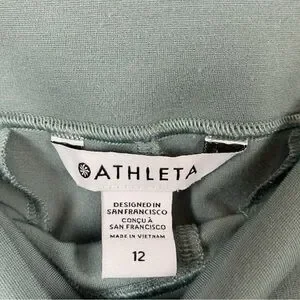 ATHLETA
DESIGNED IN
SAN FRANCISCO
CONÇU À
SAN FRANCISCO
MADE IN VIETNAM
12